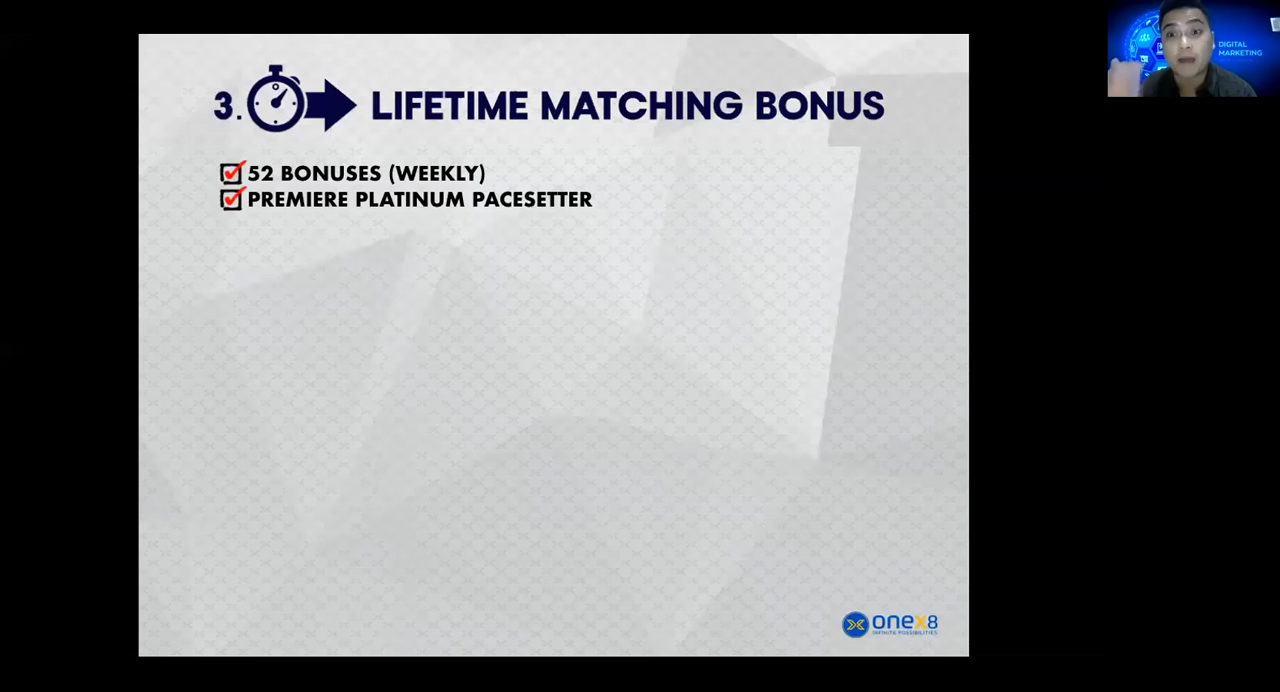 3. LIFETIME MATCHING BONUS
52 BONUSES (WEEKLY)
PREMIERE PLATINUM PACESETTER
onex8
INFINITE POSSIBILITIES
DIGITAL
MARKETING